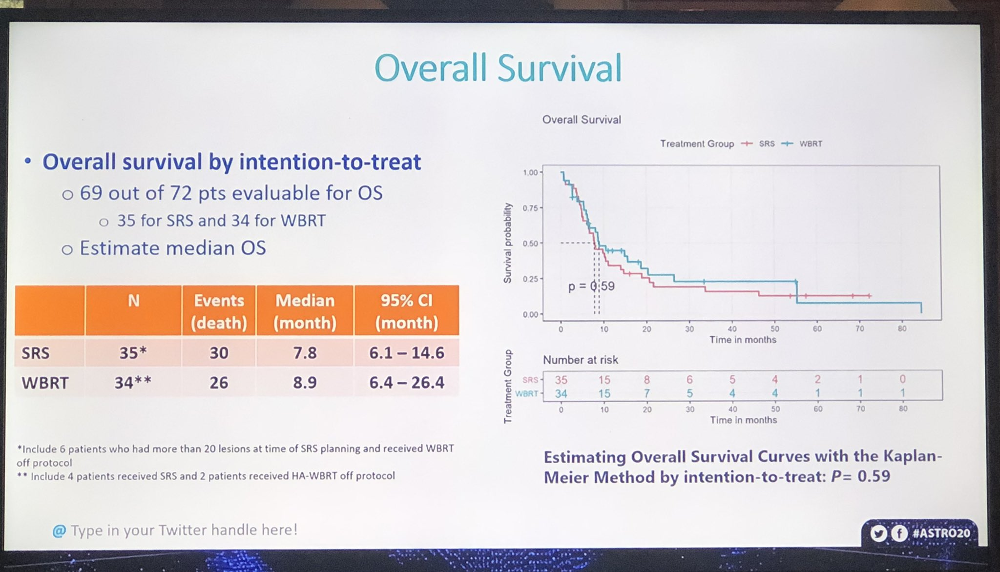 Overall Survival
• Overall survival by intention-to-treat
o 69 out of 72 pts evaluable for OS
o 35 for SRS and 34 for WBRT
o Estimate median OS
N Events (death) Median (month) 95% CI (month)
SRS 35* 30 7.8 6.1 – 14.6
WBRT 34** 26 8.9 6.4 – 26.4
*Include 6 patients who had more than 20 lesions at time of SRS planning and received WBRT
off protocol
** Include 4 patients received SRS and 2 patients received HA-WBRT off protocol
Overall Survival
Treatment Group SRS WBRT
Survival probability
1.00
0.75
0.50
0.25
0.00
p = 0.59
0 10 20 30 40 50 60 70 80
Time in months
Number at risk
Treatment Group
SRS 35 15 8 6 5 4 2 1 0
WBRT 34 15 7 5 4 4 1 1 1
0 10 20 30 40 50 60 70 80
Time in months
Estimating Overall Survival Curves with the Kaplan-
Meier Method by intention-to-treat: P= 0.59
@ Type in your Twitter handle here!
#ASTRO20